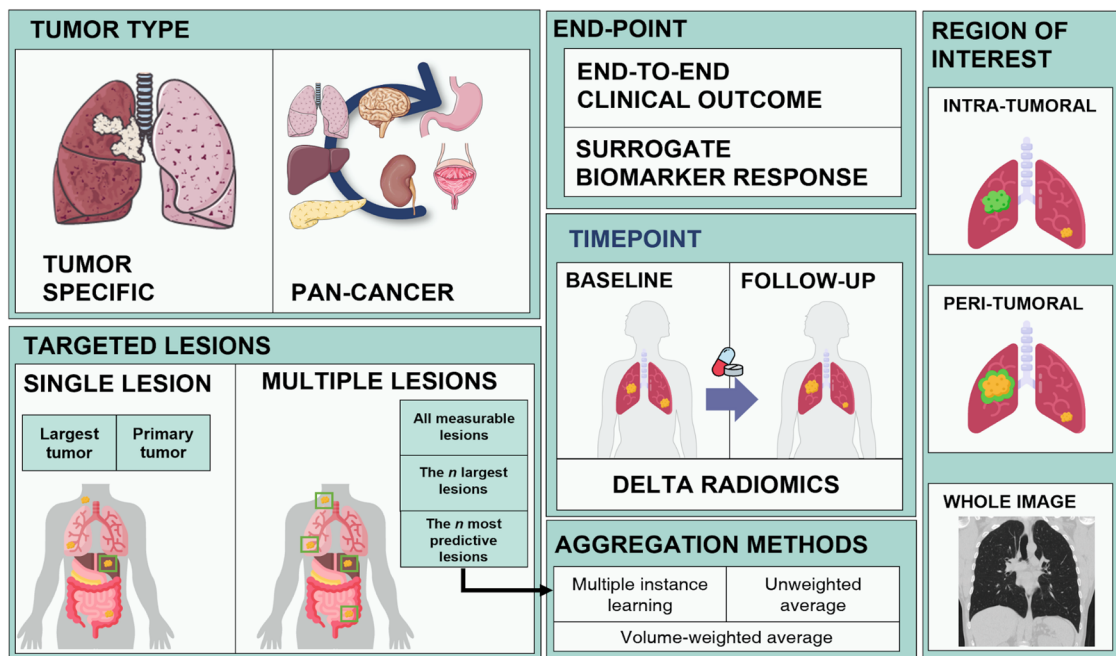 TUMOR TYPE
TUMOR
SPECIFIC
PAN-CANCER
TARGETED LESIONS
SINGLE LESION
Largest
tumor
Primary
tumor
MULTIPLE LESIONS
All measurable
lesions
The n largest
lesions
The n most
predictive
lesions
END-POINT
END-TO-END
CLINICAL OUTCOME
SURROGATE
BIOMARKER RESPONSE
TIMEPOINT
BASELINE
FOLLOW-UP
DELTA RADIOMICS
AGGREGATION METHODS
Multiple instance
learning
Unweighted
average
Volume-weighted average
REGION OF
INTEREST
INTRA-TUMORAL
PERI-TUMORAL
WHOLE IMAGE